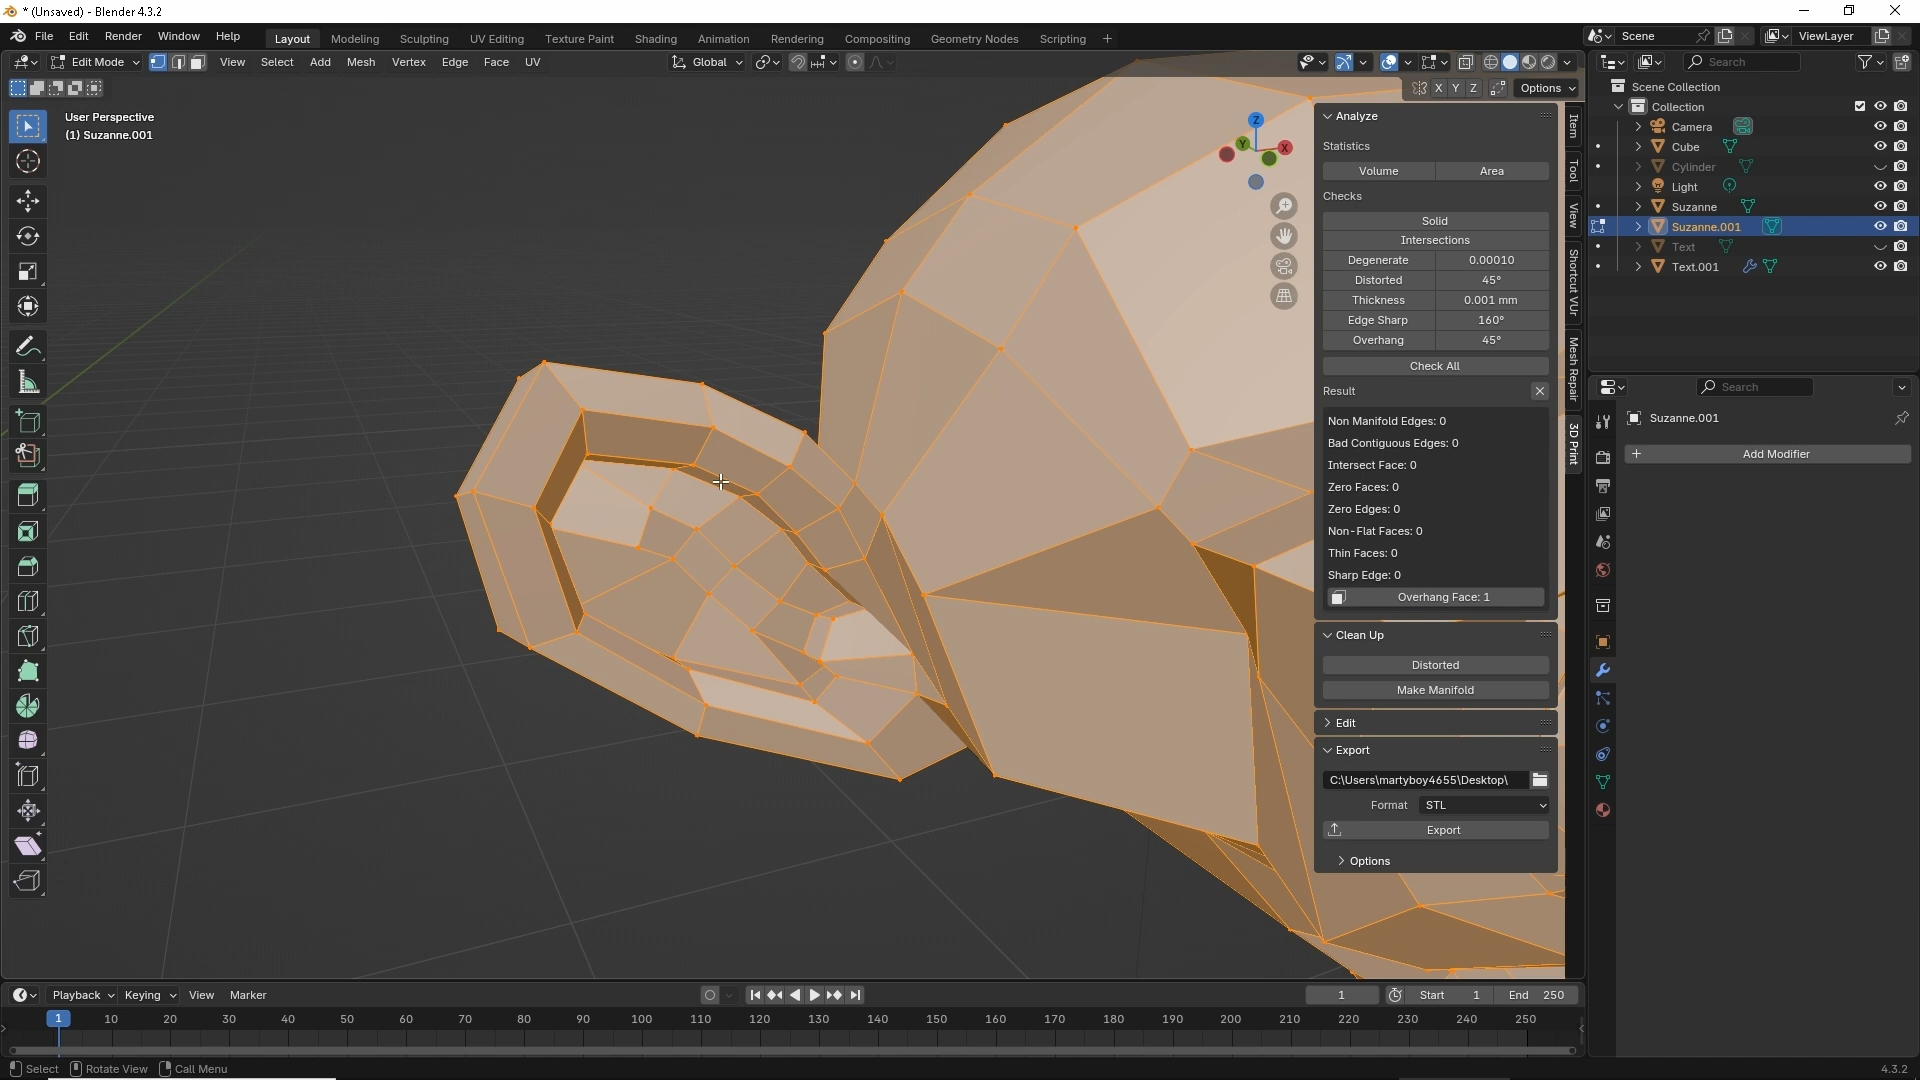 * (Unsaved) - Blender 4.3.2
File Edit Render Window Help
Layout Modeling Sculpting UV Editing Texture Paint Shading Animation Rendering Compositing Geometry Nodes Scripting +
Scene
ViewLayer
Edit Mode View Select Add Mesh Vertex Edge Face UV
Global
X Y Z
Options
User Perspective
(1) Suzanne.001
Z
Y
X
Analyze
Statistics
Volume Area
Checks
Solid
Intersections
Degenerate 0.00010
Distorted 45°
Thickness 0.001 mm
Edge Sharp 160°
Overhang 45°
Check All
Result
Non Manifold Edges: 0
Bad Contiguous Edges: 0
Intersect Face: 0
Zero Faces: 0
Zero Edges: 0
Non-Flat Faces: 0
Thin Faces: 0
Sharp Edge: 0
Overhang Face: 1
Clean Up
Distorted
Make Manifold
Edit
Export
C:\Users\martyboy4655\Desktop\
Format STL
Export
Options
Item
Tool
View
Shortcut VUr
Mesh Repair
3D Print
Search
Scene Collection
Collection
Camera
Cube
Cylinder
Light
Suzanne
Suzanne.001
Text
Text.001
Search
Suzanne.001
+ Add Modifier
Playback Keying View Marker
1
Start 1
End 250
1 10 20 30 40 50 60 70 80 90 100 110 120 130 140 150 160 170 180 190 200 210 220 230 240 250
Select Rotate View Call Menu
4.3.2